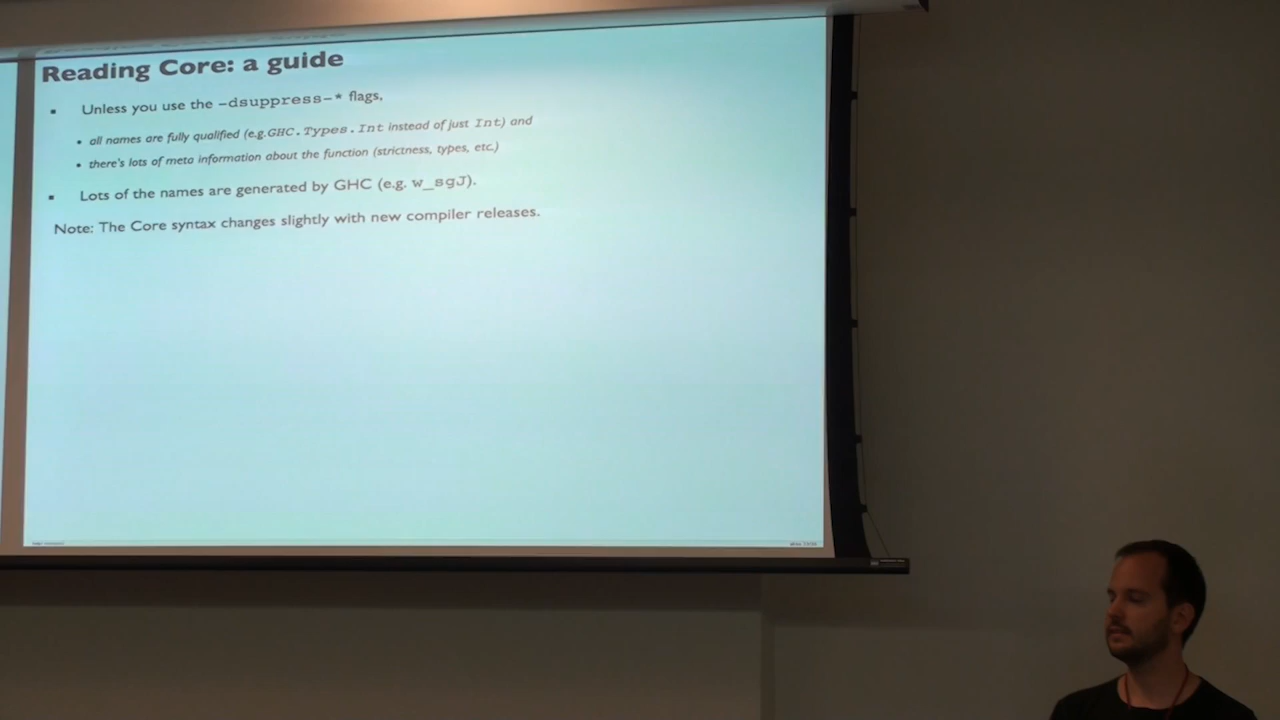 Reading Core: a guide
▪ Unless you use the -dsuppress-* flags,
• all names are fully qualified (e.g.GHC.Types.Int instead of just Int) and
• there's lots of meta information about the function (strictness, types, etc.)
▪ Lots of the names are generated by GHC (e.g. w_sgJ).
Note: The Core syntax changes slightly with new compiler releases.